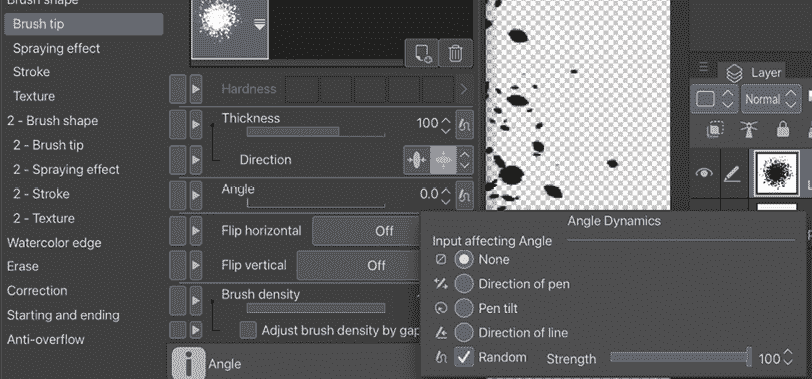 Brush shape
Brush tip
Spraying effect
Stroke
Texture
2 - Brush shape
2 - Brush tip
2 - Spraying effect
2 - Stroke
2 - Texture
Watercolor edge
Erase
Correction
Starting and ending
Anti-overflow
Hardness
Thickness 100
Direction
Angle 0.0
Flip horizontal Off
Flip vertical Off
Brush density
Adjust brush density by gap
Angle
Layer
Normal
Angle Dynamics
Input affecting Angle
None
Direction of pen
Pen tilt
Direction of line
Random Strength 100